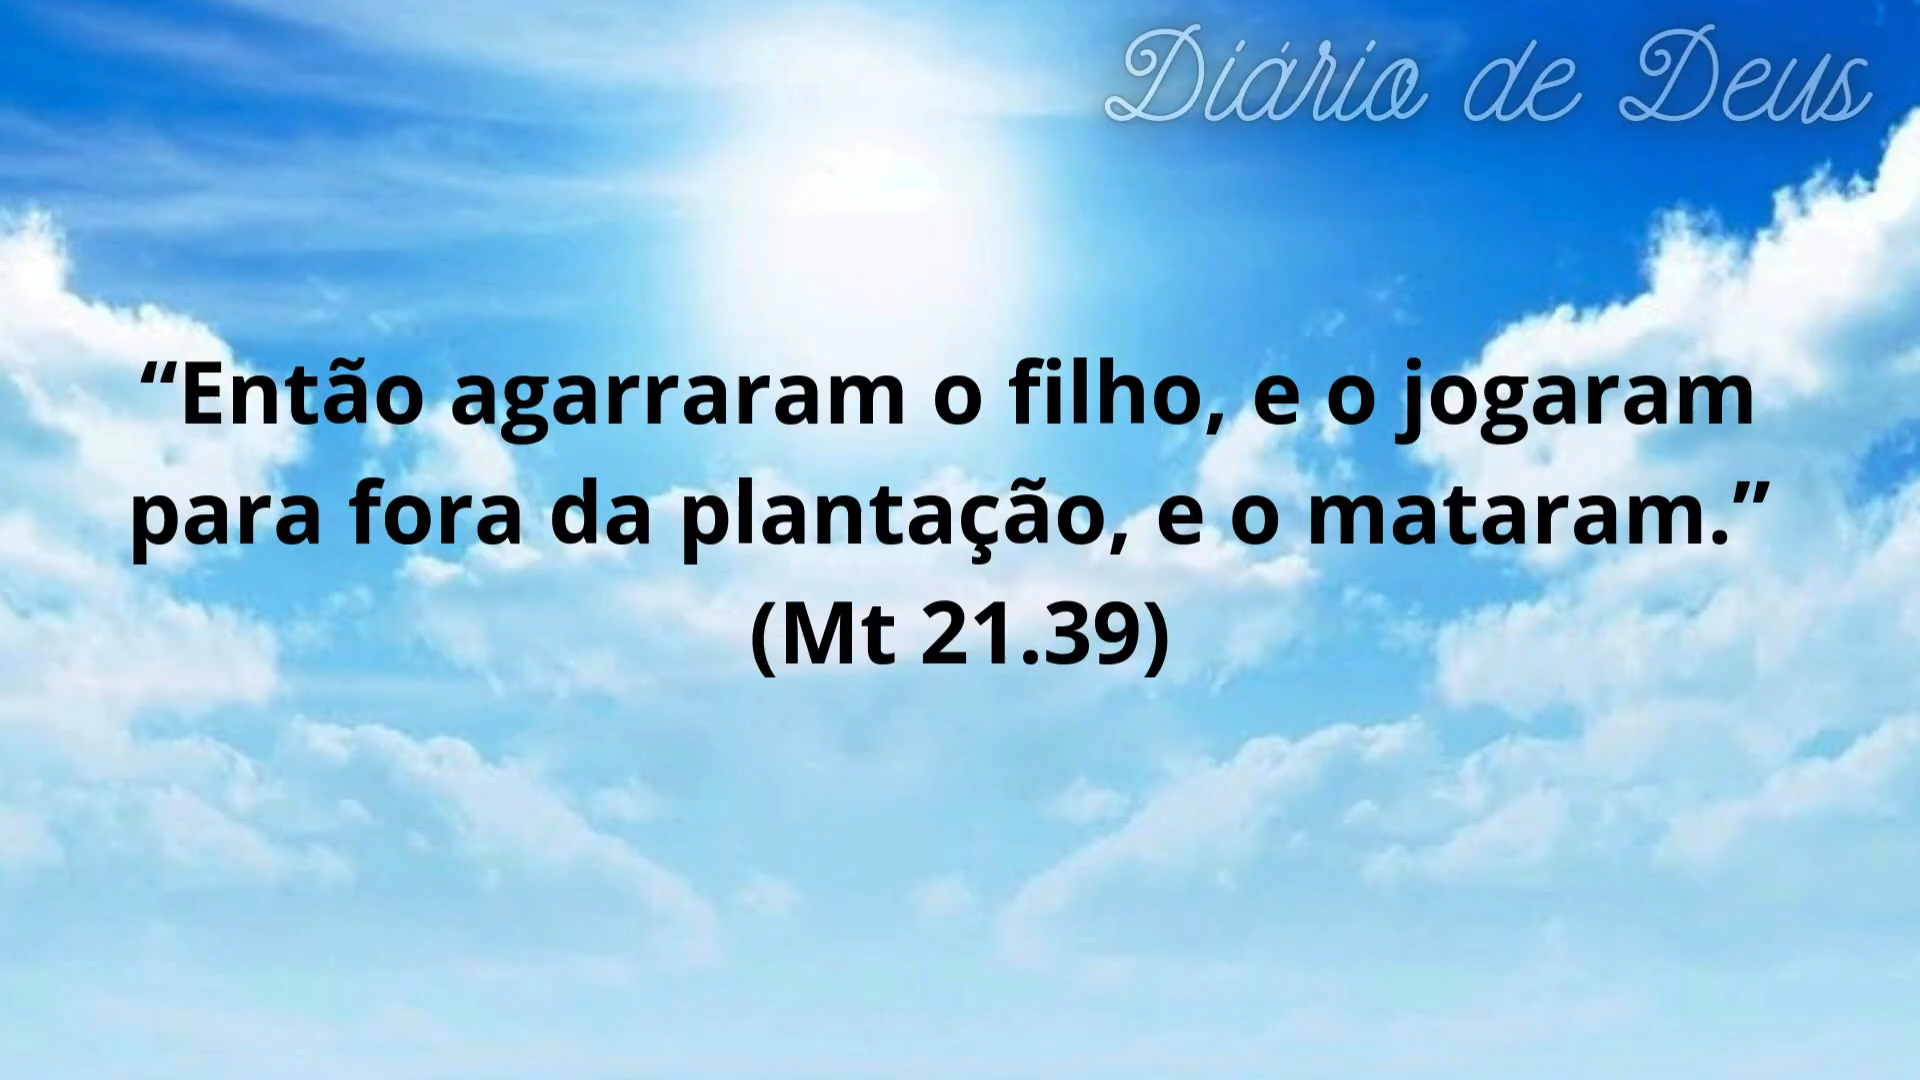 Diário de Deus
“Então agarraram o filho, e o jogaram
para fora da plantação, e o mataram.”
(Mt 21.39)